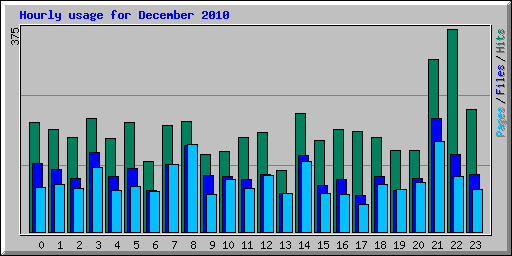 Hourly usage for December 2010
375
Pages / Files / Hits
0 1 2 3 4 5 6 7 8 9 10 11 12 13 14 15 16 17 18 19 20 21 22 23